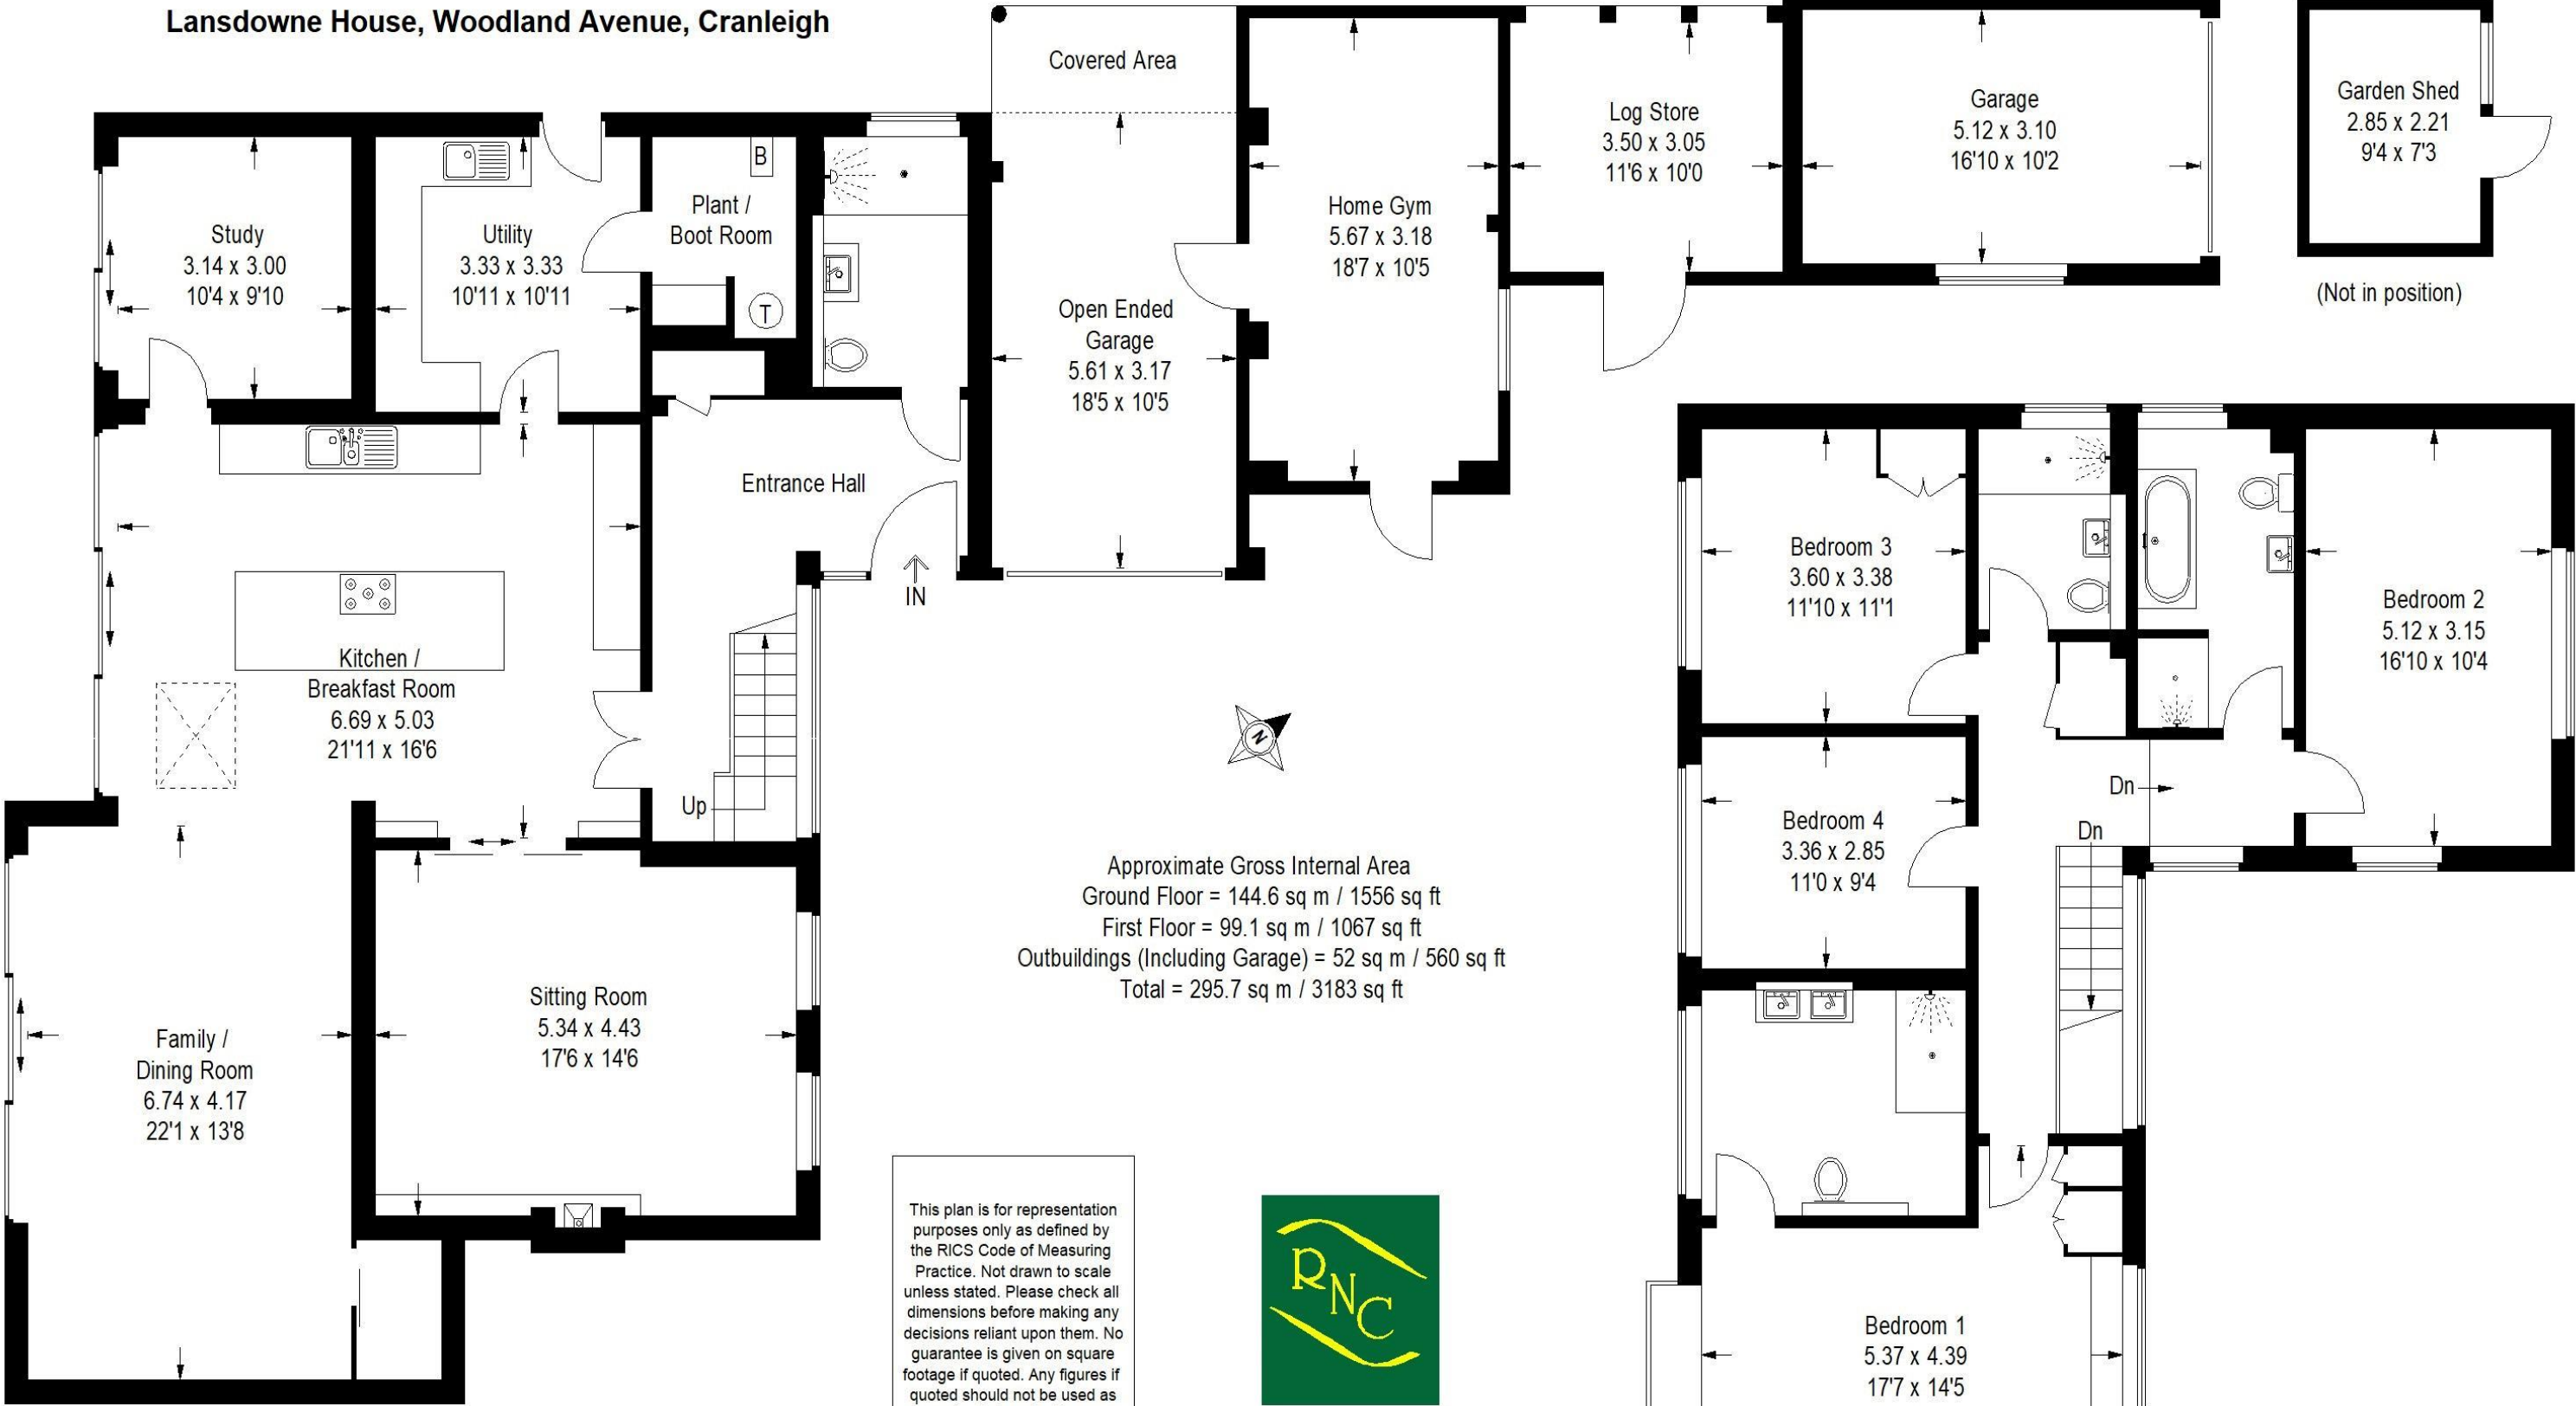 Lansdowne House, Woodland Avenue, Cranleigh
Covered Area
Log Store
3.50 x 3.05
11'6 x 10'0
Garage
5.12 x 3.10
16'10 x 10'2
Garden Shed
2.85 x 2.21
9'4 x 7'3
(Not in position)
Study
3.14 x 3.00
10'4 x 9'10
Utility
3.33 x 3.33
10'11 x 10'11
B
Plant /
Boot Room
T
Home Gym
5.67 x 3.18
18'7 x 10'5
Open Ended
Garage
5.61 x 3.17
18'5 x 10'5
Entrance Hall
IN
Kitchen /
Breakfast Room
6.69 x 5.03
21'11 x 16'6
Up
N
Bedroom 3
3.60 x 3.38
11'10 x 11'1
Bedroom 2
5.12 x 3.15
16'10 x 10'4
Dn
Dn
Bedroom 4
3.36 x 2.85
11'0 x 9'4
Approximate Gross Internal Area
Ground Floor = 144.6 sq m / 1556 sq ft
First Floor = 99.1 sq m / 1067 sq ft
Outbuildings (Including Garage) = 52 sq m / 560 sq ft
Total = 295.7 sq m / 3183 sq ft
Sitting Room
5.34 x 4.43
17'6 x 14'6
Family /
Dining Room
6.74 x 4.17
22'1 x 13'8
This plan is for representation
purposes only as defined by
the RICS Code of Measuring
Practice. Not drawn to scale
unless stated. Please check all
dimensions before making any
decisions reliant upon them. No
guarantee is given on square
footage if quoted. Any figures if
quoted should not be used as
RNC
Bedroom 1
5.37 x 4.39
17'7 x 14'5